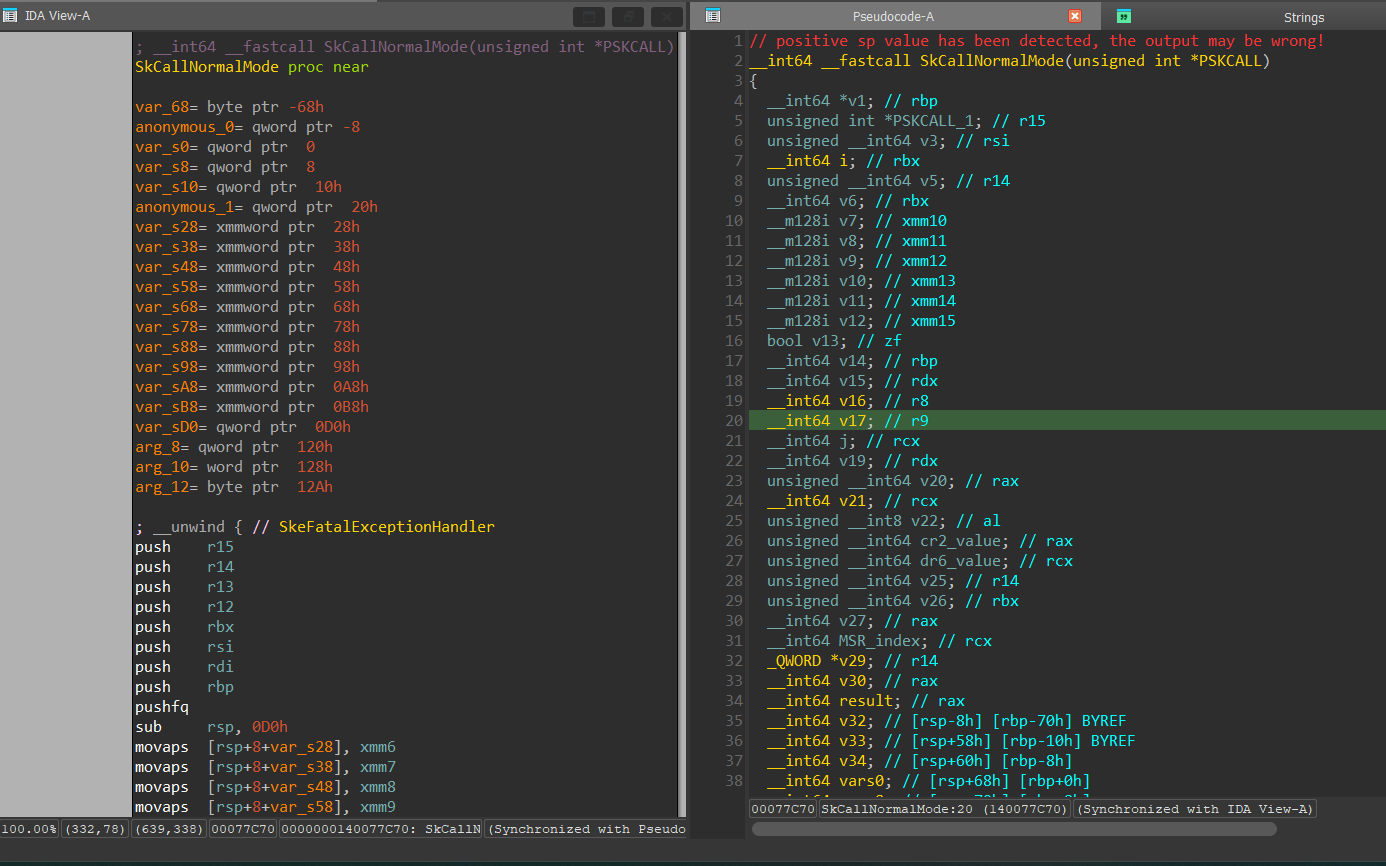 IDA View-A
; __int64 __fastcall SkCallNormalMode(unsigned int *PSKCALL)
SkCallNormalMode proc near
var_68= byte ptr -68h
anonymous_0= qword ptr -8
var_s0= qword ptr  0
var_s8= qword ptr  8
var_s10= qword ptr  10h
anonymous_1= qword ptr  20h
var_s28= xmmword ptr  28h
var_s38= xmmword ptr  38h
var_s48= xmmword ptr  48h
var_s58= xmmword ptr  58h
var_s68= xmmword ptr  68h
var_s78= xmmword ptr  78h
var_s88= xmmword ptr  88h
var_s98= xmmword ptr  98h
var_sA8= xmmword ptr  0A8h
var_sB8= xmmword ptr  0B8h
var_sD0= qword ptr  0D0h
arg_8= qword ptr  120h
arg_10= word ptr  128h
arg_12= byte ptr  12Ah
; __unwind { // SkeFatalExceptionHandler
push    r15
push    r14
push    r13
push    r12
push    rbx
push    rsi
push    rdi
push    rbp
pushfq
sub     rsp, 0D0h
movaps  [rsp+8+var_s28], xmm6
movaps  [rsp+8+var_s38], xmm7
movaps  [rsp+8+var_s48], xmm8
movaps  [rsp+8+var_s58], xmm9
100.00% (332,78) (639,338) 00077C70 0000000140077C70: SkCallN (Synchronized with Pseudo
Pseudocode-A
Strings
1 // positive sp value has been detected, the output may be wrong!
2 __int64 __fastcall SkCallNormalMode(unsigned int *PSKCALL)
3 {
4   __int64 *v1; // rbp
5   unsigned int *PSKCALL_1; // r15
6   unsigned __int64 v3; // rsi
7   __int64 i; // rbx
8   unsigned __int64 v5; // r14
9   __int64 v6; // rbx
10   __m128i v7; // xmm10
11   __m128i v8; // xmm11
12   __m128i v9; // xmm12
13   __m128i v10; // xmm13
14   __m128i v11; // xmm14
15   __m128i v12; // xmm15
16   bool v13; // zf
17   __int64 v14; // rbp
18   __int64 v15; // rdx
19   __int64 v16; // r8
20   __int64 v17; // r9
21   __int64 j; // rcx
22   __int64 v19; // rdx
23   unsigned __int64 v20; // rax
24   __int64 v21; // rcx
25   unsigned __int8 v22; // al
26   unsigned __int64 cr2_value; // rax
27   unsigned __int64 dr6_value; // rcx
28   unsigned __int64 v25; // r14
29   unsigned __int64 v26; // rbx
30   __int64 v27; // rax
31   __int64 MSR_index; // rcx
32   _QWORD *v29; // r14
33   __int64 v30; // rax
34   __int64 result; // rax
35   __int64 v32; // [rsp-8h] [rbp-70h] BYREF
36   __int64 v33; // [rsp+58h] [rbp-10h] BYREF
37   __int64 v34; // [rsp+60h] [rbp-8h]
38   __int64 vars0; // [rsp+68h] [rbp+0h]
00077C70 SkCallNormalMode:20 (140077C70) (Synchronized with IDA View-A)